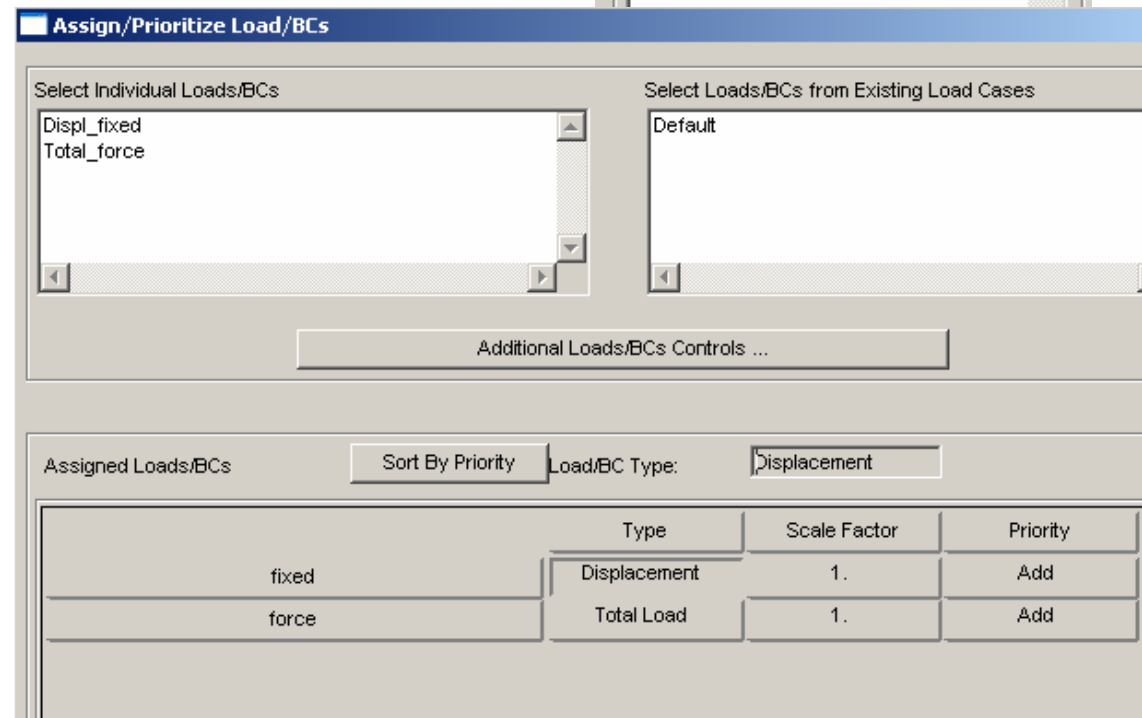 Assign/Prioritize Load/BCs
Select Individual Loads/BCs
Select Loads/BCs from Existing Load Cases
Displ_fixed
Total_force
Default
Additional Loads/BCs Controls ...
Assigned Loads/BCs
Sort By Priority
Load/BC Type:
Displacement
Type Scale Factor Priority
fixed Displacement 1. Add
force Total Load 1. Add